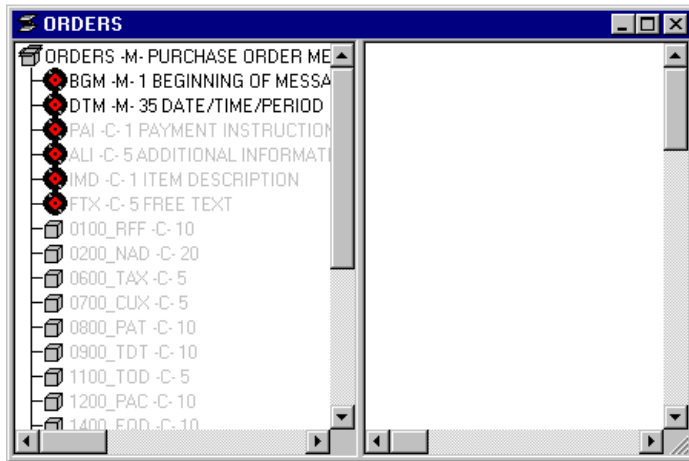 ORDERS
ORDERS -M- PURCHASE ORDER ME
BGM -M- 1 BEGINNING OF MESSA
DTM -M- 35 DATE/TIME/PERIOD
PAI -C- 1 PAYMENT INSTRUCTION
ALI -C- 5 ADDITIONAL INFORMATI
IMD -C- 1 ITEM DESCRIPTION
FTX -C- 5 FREE TEXT
0100_RFF -C- 10
0200_NAD -C- 20
0600_TAX -C- 5
0700_CUX -C- 5
0800_PAT -C- 10
0900_TDT -C- 10
1100_TOD -C- 5
1200_PAC -C- 10
1400_EQD -C- 10